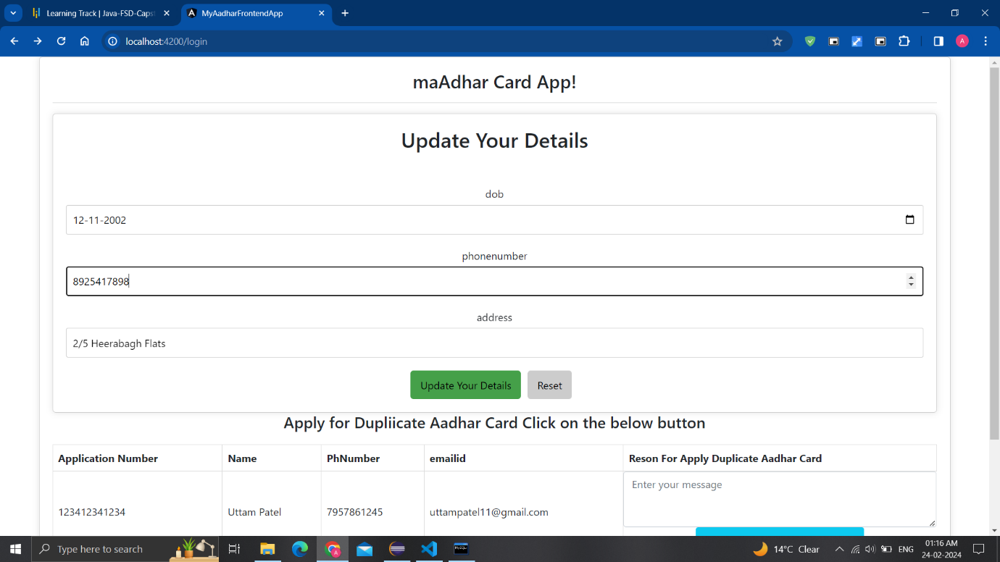 Learning Track | Java-FSD-Caps
MyAadharFrontendApp
localhost:4200/login
A
maAdhar Card App!
Update Your Details
dob
12-11-2002
phonenumber
8925417898
address
2/5 Heerabagh Flats
Update Your Details
Reset
Apply for Dupliicate Aadhar Card Click on the below button
Application Number
Name
PhNumber
emailid
Reson For Apply Duplicate Aadhar Card
123412341234
Uttam Patel
7957861245
uttampatel11@gmail.com
Enter your message
Type here to search
14°C Clear
ENG
01:16 AM
24-02-2024